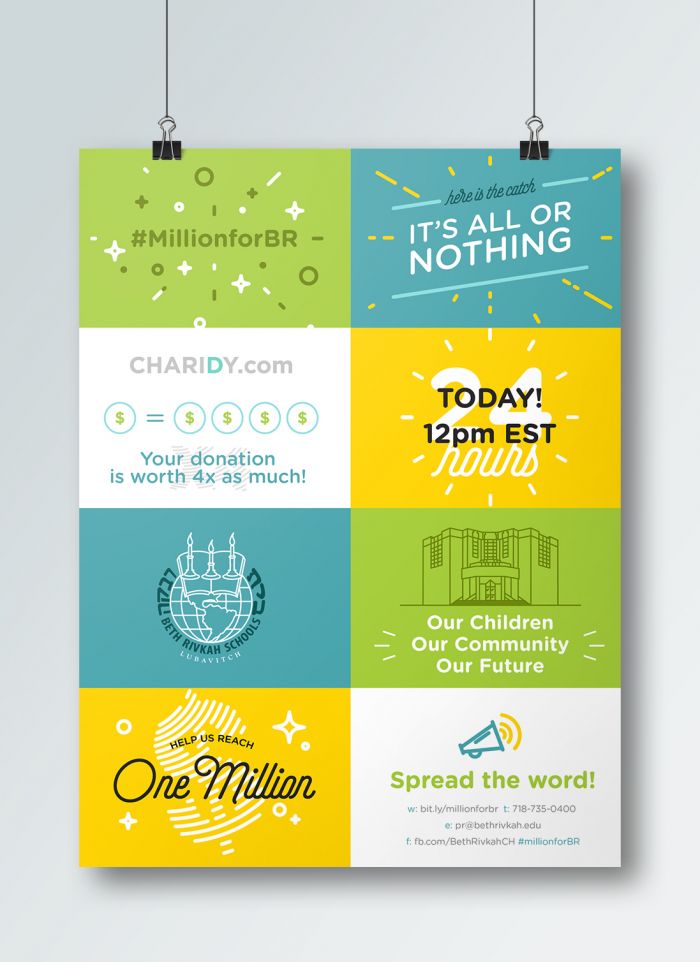 #MillionforBR
here is the catch
IT'S ALL OR
NOTHING
CHARIDY.com
$ = $ $ $ $
Your donation
is worth 4x as much!
24
TODAY!
12pm EST
hours
BETH RIVKAH SCHOOLS
LUBAVITCH
Our Children
Our Community
Our Future
HELP US REACH
One Million
Spread the word!
w: bit.ly/millionforbr t: 718-735-0400
e: pr@bethrivkah.edu
f: fb.com/BethRivkahCH #millionforBR